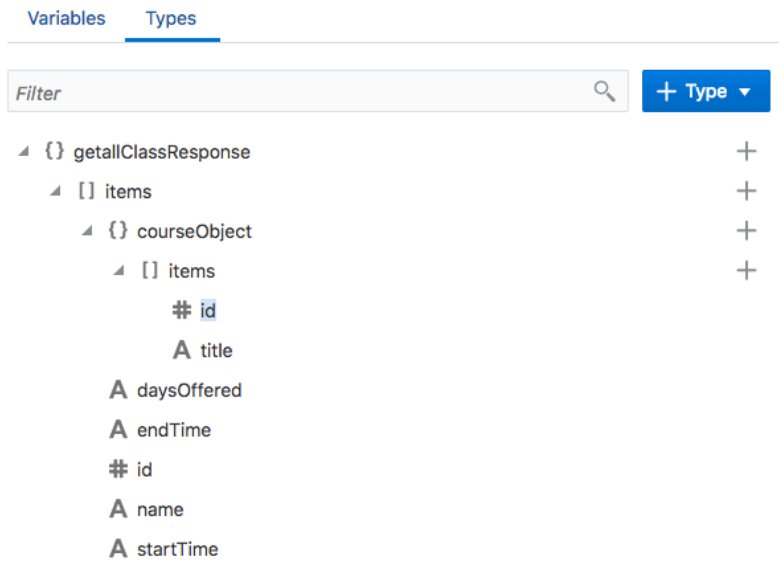 Variables Types
Filter + Type
{} getallClassResponse
[] items
{} courseObject
[] items
# id
A title
A daysOffered
A endTime
# id
A name
A startTime